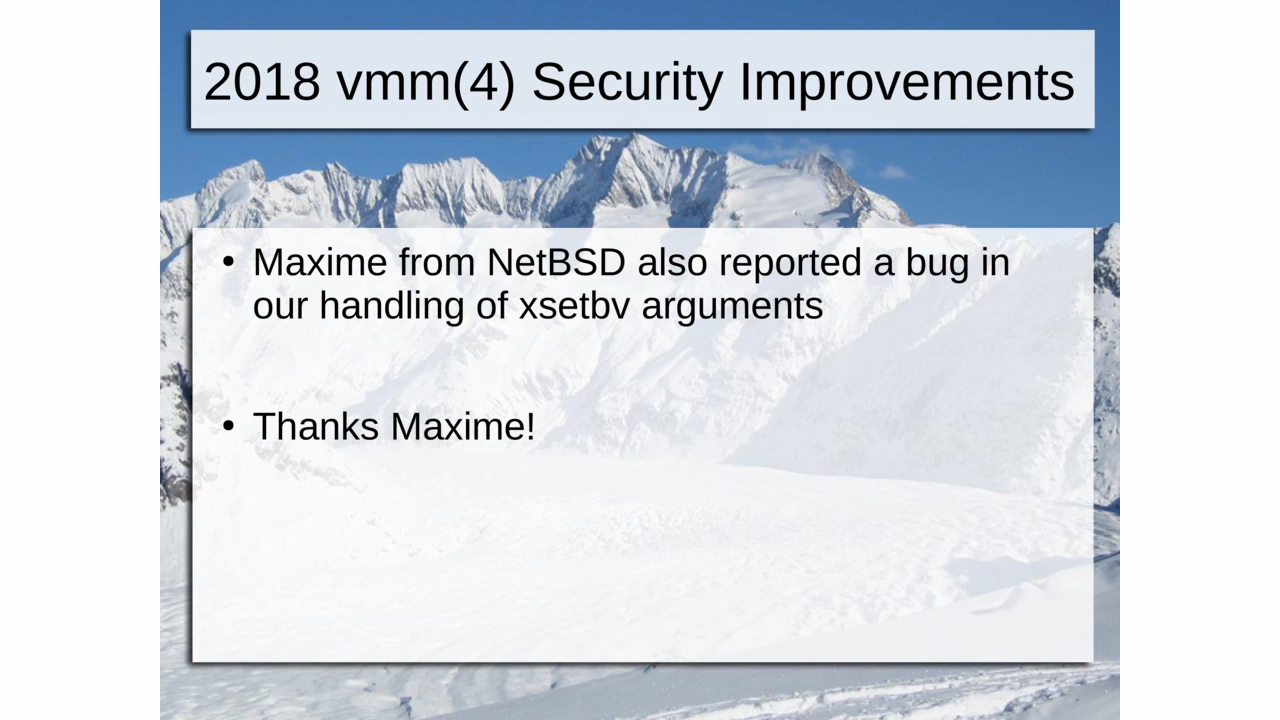 2018 vmm(4) Security Improvements
• Maxime from NetBSD also reported a bug in
our handling of xsetbv arguments
• Thanks Maxime!